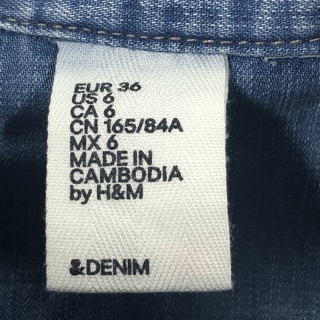 EUR 36
US 6
CA 6
CN 165/84A
MX 6
MADE IN
CAMBODIA
by H&M
&DENIM